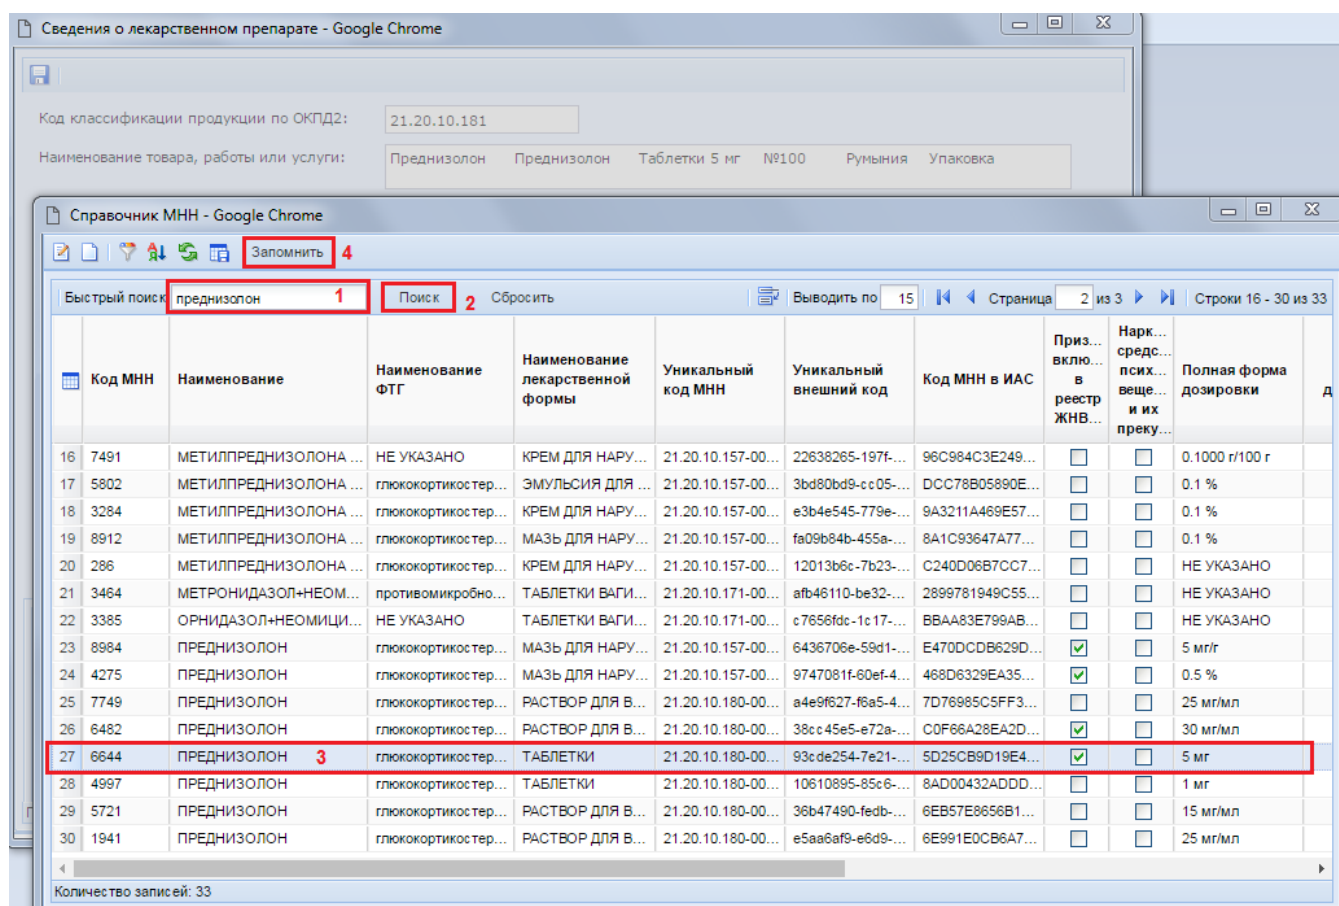 Сведения о лекарственном препарате - Google Chrome
Код классификации продукции по ОКПД2: 21.20.10.181
Наименование товара, работы или услуги: Преднизолон Преднизолон Таблетки 5 мг №100 Румыния Упаковка
Справочник МНН - Google Chrome
Запомнить 4
Быстрый поиск преднизолон 1 Поиск 2 Сбросить Выводить по 15 Страница 2 из 3 Строки 16 - 30 из 33
Код МНН Наименование Наименование ФТГ Наименование лекарственной формы Уникальный код МНН Уникальный внешний код Код МНН в ИАС Приз... вклю... в реестр ЖНВ... Нарк... средс... псих... веще... и их преку... Полная форма дозировки д
16 7491 МЕТИЛПРЕДНИЗОЛОНА ... НЕ УКАЗАНО КРЕМ ДЛЯ НАРУ... 21.20.10.157-00... 22638265-197f-... 96C984C3E249... 0.1000 г/100 г
17 5802 МЕТИЛПРЕДНИЗОЛОНА ... глюкокортикостер... ЭМУЛЬСИЯ ДЛЯ ... 21.20.10.157-00... 3bd80bd9-cc05-... DCC78B05890E... 0.1 %
18 3284 МЕТИЛПРЕДНИЗОЛОНА ... глюкокортикостер... КРЕМ ДЛЯ НАРУ... 21.20.10.157-00... e3b4e545-779e-... 9A3211A469E57... 0.1 %
19 8912 МЕТИЛПРЕДНИЗОЛОНА ... глюкокортикостер... МАЗЬ ДЛЯ НАРУ... 21.20.10.157-00... fa09b84b-455a-... 8A1C93647A77... 0.1 %
20 286 МЕТИЛПРЕДНИЗОЛОНА ... глюкокортикостер... КРЕМ ДЛЯ НАРУ... 21.20.10.157-00... 12013b6c-7b23-... C240D06B7CC7... НЕ УКАЗАНО
21 3464 МЕТРОНИДАЗОЛ+НЕОМ... противомикробно... ТАБЛЕТКИ ВАГИ... 21.20.10.171-00... afb46110-be32-... 2899781949C55... НЕ УКАЗАНО
22 3385 ОРНИДАЗОЛ+НЕОМИЦИ... НЕ УКАЗАНО ТАБЛЕТКИ ВАГИ... 21.20.10.171-00... c7656fdc-1c17-... BBAA83E799AB... НЕ УКАЗАНО
23 8984 ПРЕДНИЗОЛОН глюкокортикостер... МАЗЬ ДЛЯ НАРУ... 21.20.10.180-00... 6436706e-59d1-... E470DCDB629D... 5 мг/г
24 4275 ПРЕДНИЗОЛОН глюкокортикостер... МАЗЬ ДЛЯ НАРУ... 21.20.10.180-00... 9747081f-60ef-4... 468D6329EA35... 0.5 %
25 7749 ПРЕДНИЗОЛОН глюкокортикостер... РАСТВОР ДЛЯ В... 21.20.10.180-00... a4e9f627-f6a5-4... 7D76985C5FF3... 25 мг/мл
26 6482 ПРЕДНИЗОЛОН глюкокортикостер... РАСТВОР ДЛЯ В... 21.20.10.180-00... 38cc45e5-e72a-... C0F66A28EA2D... 30 мг/мл
27 6644 ПРЕДНИЗОЛОН 3 глюкокортикостер... ТАБЛЕТКИ 21.20.10.180-00... 93cde254-7e21-... 5D25CB9D19E4... 5 мг
28 4997 ПРЕДНИЗОЛОН глюкокортикостер... ТАБЛЕТКИ 21.20.10.180-00... 10610895-85c6-... 8AD00432ADDD... 1 мг
29 5721 ПРЕДНИЗОЛОН глюкокортикостер... РАСТВОР ДЛЯ В... 21.20.10.180-00... 36b47490-fedb-... 6EB57E8656B1... 15 мг/мл
30 1941 ПРЕДНИЗОЛОН глюкокортикостер... РАСТВОР ДЛЯ В... 21.20.10.180-00... e5aa6af9-e6d9-... 6E991E0CB6A7... 25 мг/мл
Количество записей: 33